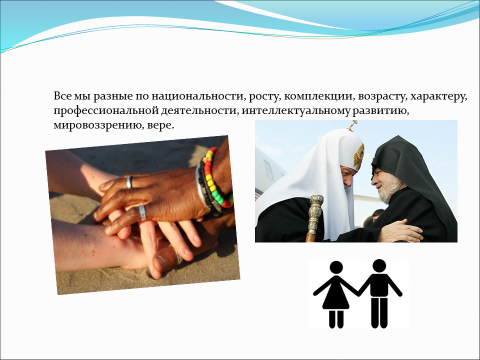 Все мы разные по национальности, росту, комплекции, возрасту, характеру,
профессиональной деятельности, интеллектуальному развитию,
мировоззрению, вере.